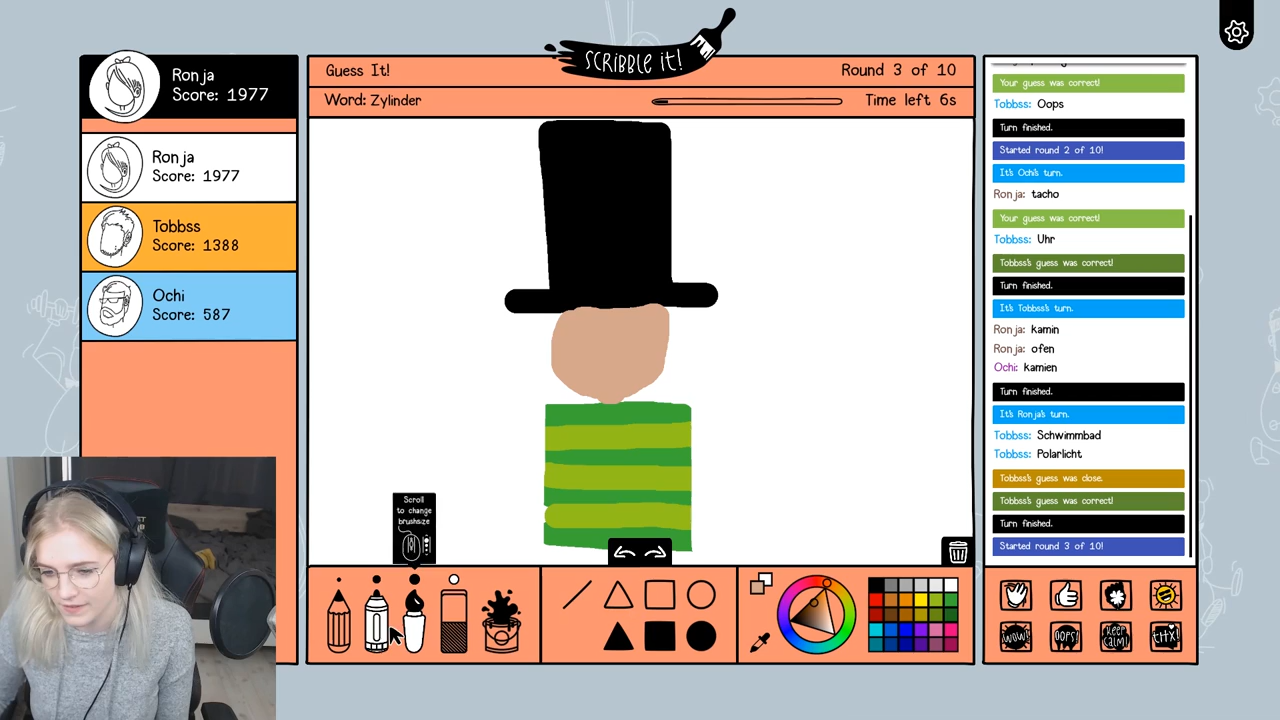 SCRiBBLE iT!
Ronja
Score: 1977
Ronja
Score: 1977
Tobbss
Score: 1388
Ochi
Score: 587
Guess It!
Round 3 of 10
Word: Zylinder
Time left 6s
Scroll
to change
brushsize
Your guess was correct!
Tobbss: Oops
Turn finished.
Started round 2 of 10!
It's Ochi's turn.
Ronja: tacho
Your guess was correct!
Tobbss: Uhr
Tobbss's guess was correct!
Turn finished.
It's Tobbss's turn.
Ronja: kamin
Ronja: ofen
Ochi: kamien
Turn finished.
It's Ronja's turn.
Tobbss: Schwimmbad
Tobbss: Polarlicht
Tobbss's guess was close.
Tobbss's guess was correct!
Turn finished.
Started round 3 of 10!
WOW!
OOPS!
KEEP
CALM!
THX!